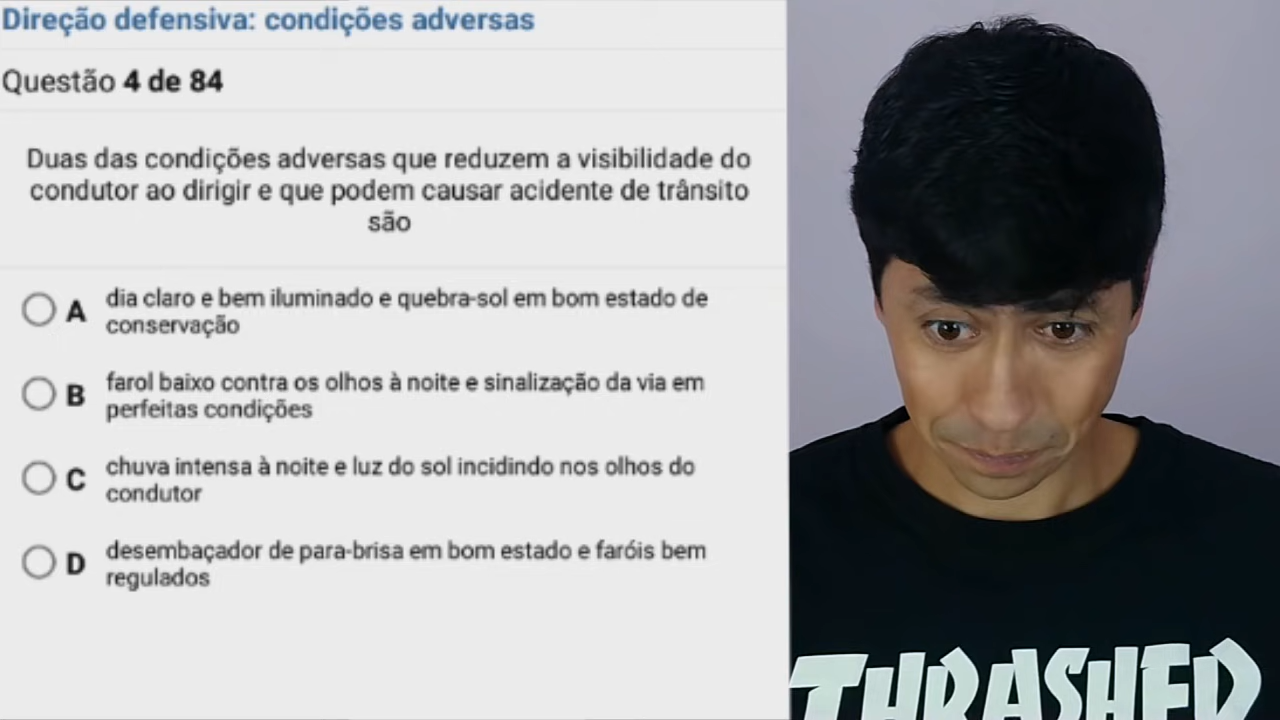 Direção defensiva: condições adversas
Questão 4 de 84
Duas das condições adversas que reduzem a visibilidade do
condutor ao dirigir e que podem causar acidente de trânsito
são
A
dia claro e bem iluminado e quebra-sol em bom estado de
conservação
B
farol baixo contra os olhos à noite e sinalização da via em
perfeitas condições
C
chuva intensa à noite e luz do sol incidindo nos olhos do
condutor
D
desembaçador de para-brisa em bom estado e faróis bem
regulados
THRASHED